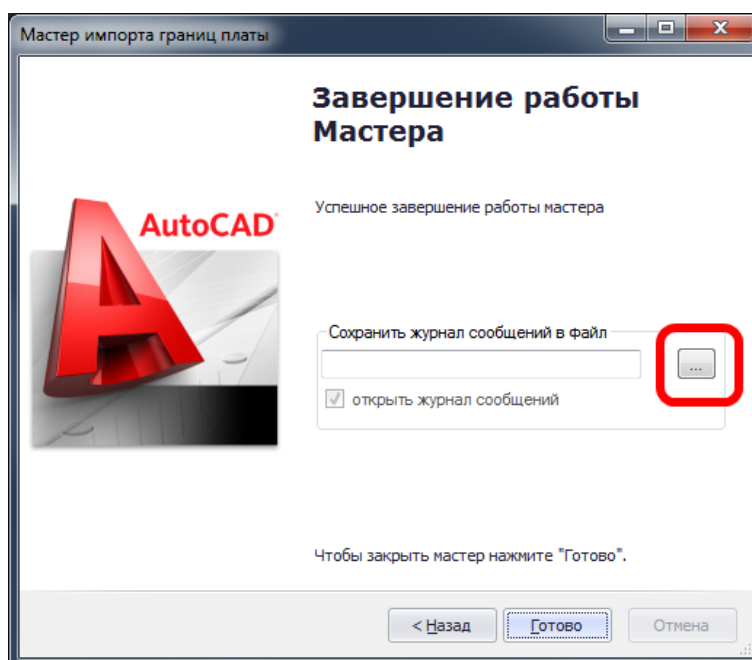 Мастер импорта границ платы
Завершение работы
Мастера
AutoCAD
Успешное завершение работы мастера
Сохранить журнал сообщений в файл
...
открыть журнал сообщений
Чтобы закрыть мастер нажмите "Готово".
< Назад
Готово
Отмена